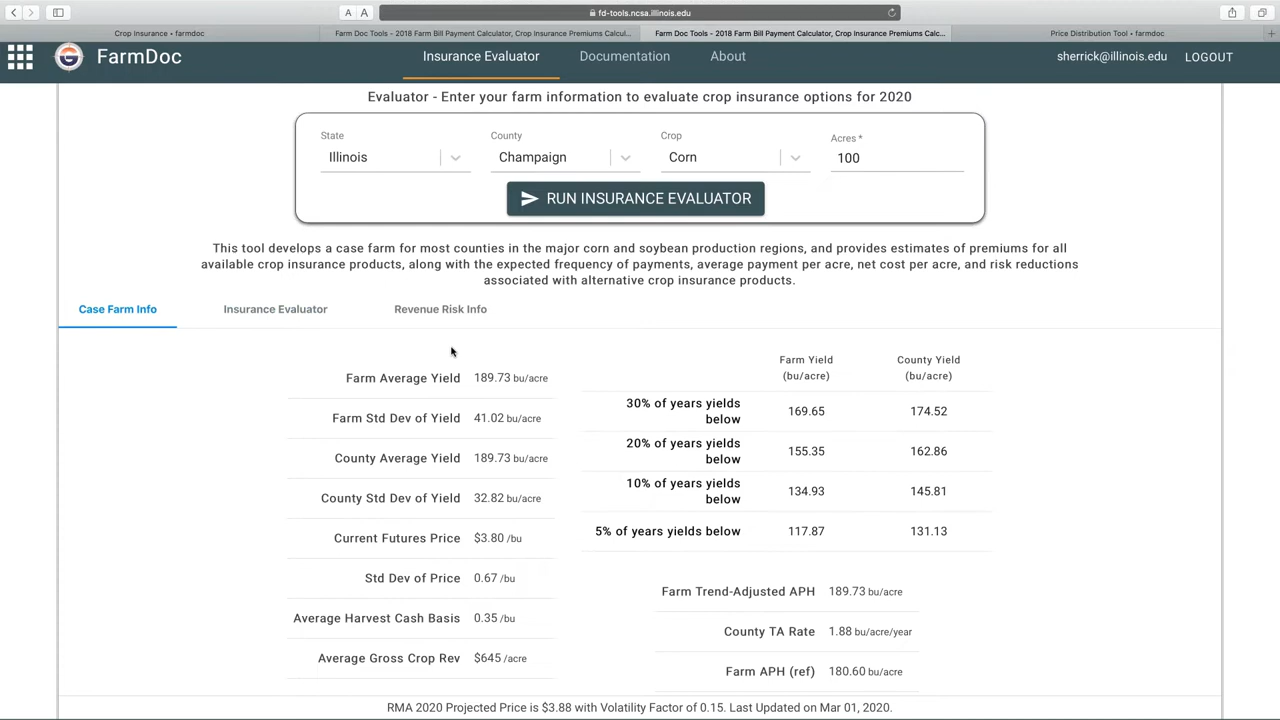 A A
fd-tools.ncsa.illinois.edu
Crop Insurance • farmdoc
Farm Doc Tools - 2018 Farm Bill Payment Calculator, Crop Insurance Premiums Calcul...
Farm Doc Tools - 2018 Farm Bill Payment Calculator, Crop Insurance Premiums Calc...
Price Distribution Tool • farmdoc
FarmDoc
Insurance Evaluator
Documentation
About
sherrick@illinois.edu
LOGOUT
Evaluator - Enter your farm information to evaluate crop insurance options for 2020
State
County
Crop
Acres *
Illinois
Champaign
Corn
100
RUN INSURANCE EVALUATOR
This tool develops a case farm for most counties in the major corn and soybean production regions, and provides estimates of premiums for all
available crop insurance products, along with the expected frequency of payments, average payment per acre, net cost per acre, and risk reductions
associated with alternative crop insurance products.
Case Farm Info
Insurance Evaluator
Revenue Risk Info
Farm Average Yield 189.73 bu/acre
Farm Std Dev of Yield 41.02 bu/acre
County Average Yield 189.73 bu/acre
County Std Dev of Yield 32.82 bu/acre
Current Futures Price $3.80 /bu
Std Dev of Price 0.67 /bu
Average Harvest Cash Basis 0.35 /bu
Average Gross Crop Rev $645 /acre
Farm Yield
(bu/acre)
County Yield
(bu/acre)
30% of years yields
below
169.65 174.52
20% of years yields
below
155.35 162.86
10% of years yields
below
134.93 145.81
5% of years yields below 117.87 131.13
Farm Trend-Adjusted APH 189.73 bu/acre
County TA Rate 1.88 bu/acre/year
Farm APH (ref) 180.60 bu/acre
RMA 2020 Projected Price is $3.88 with Volatility Factor of 0.15. Last Updated on Mar 01, 2020.